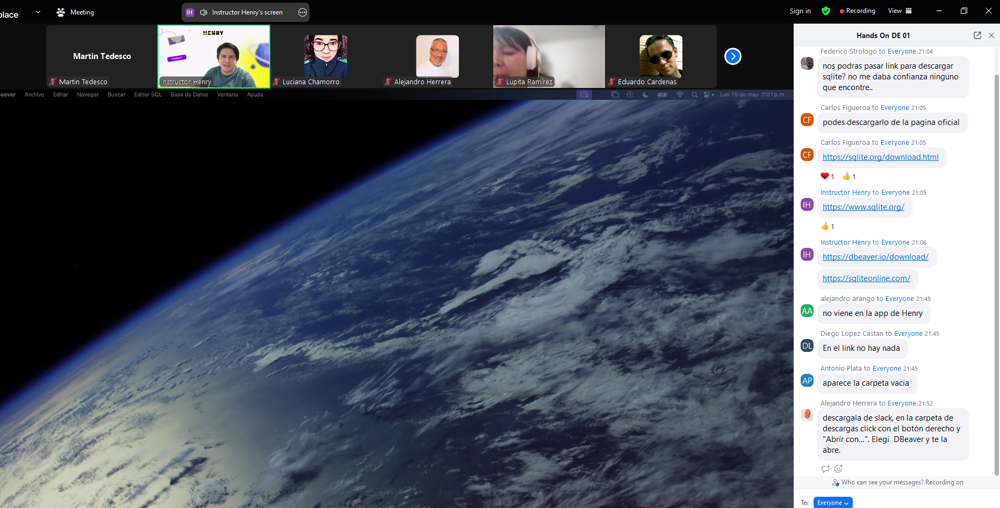 place
Meeting
IH
Instructor Henry's screen
Sign in
Recording
View
Martin Tedesco
Martin Tedesco
HENRY
<hello/>
Instructor Henry
Luciana Chamorro
Alejandro Herrera
Lupita Ramírez
Eduardo Cardenas
eaver Archivo Editar Navegar Buscar Editor SQL Base de Datos Ventana Ayuda
Lun 19 de may 7:01 p.m.
Hands On DE 01
Federico Strologo to Everyone 21:04
nos podras pasar link para descargar
sqlite? no me daba confianza ninguno
que encontre..
Carlos Figueroa to Everyone 21:05
CF
podes descargarlo de la pagina oficial
Carlos Figueroa to Everyone 21:05
CF
https://sqlite.org/download.html
1 1
Instructor Henry to Everyone 21:05
IH
https://www.sqlite.org/
1
Instructor Henry to Everyone 21:06
IH
https://dbeaver.io/download/
https://sqliteonline.com/
alejandro arango to Everyone 21:45
AA
no viene en la app de Henry
Diego Lopez Castan to Everyone 21:45
DL
En el link no hay nada
Antonio Plata to Everyone 21:45
AP
aparece la carpeta vacia
Alejandro Herrera to Everyone 21:52
descargala de slack, en la carpeta de
descargas click con el botón derecho y
"Abrir con...". Elegi  DBeaver y te la
abre.
Who can see your messages? Recording on
To: Everyone